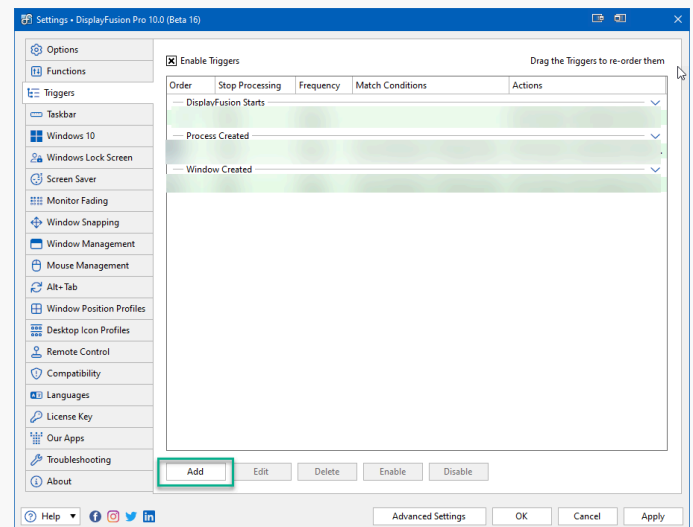 Settings • DisplayFusion Pro 10.0 (Beta 16)
Options
Functions
Triggers
Taskbar
Windows 10
Windows Lock Screen
Screen Saver
Monitor Fading
Window Snapping
Window Management
Mouse Management
Alt+Tab
Window Position Profiles
Desktop Icon Profiles
Remote Control
Compatibility
Languages
License Key
Our Apps
Troubleshooting
About
Enable Triggers
Drag the Triggers to re-order them
Order Stop Processing Frequency Match Conditions Actions
DisplayFusion Starts
Process Created
Window Created
Add Edit Delete Enable Disable
Help
Advanced Settings OK Cancel Apply